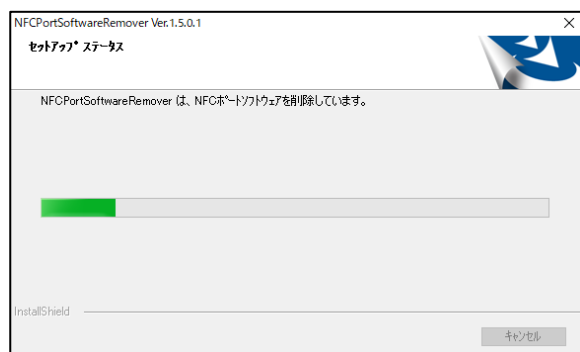 NFCPortSoftwareRemover Ver.1.5.0.1
セットアップ ステータス
NFCPortSoftwareRemover は、NFCポートソフトウェアを削除しています。
InstallShield
キャンセル